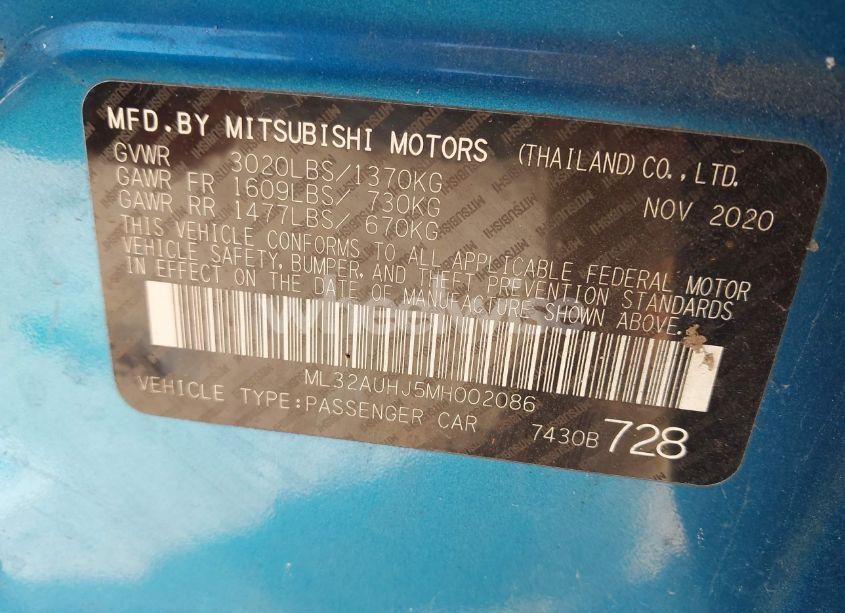 MFD.BY MITSUBISHI MOTORS (THAILAND)CO.,LTD.
GVWR 3020LBS/1370KG
GAWR FR 1609LBS/ 730KG NOV 2020
GAWR RR 1477LBS/ 670KG
THIS VEHICLE CONFORMS TO ALL APPLICABLE FEDERAL MOTOR
VEHICLE SAFETY, BUMPER, AND THEFT PREVENTION STANDARDS
IN EFFECT ON THE DATE OF MANUFACTURE SHOWN ABOVE.
ML32AUHJ5MH002086
VEHICLE TYPE:PASSENGER CAR 7430B 728